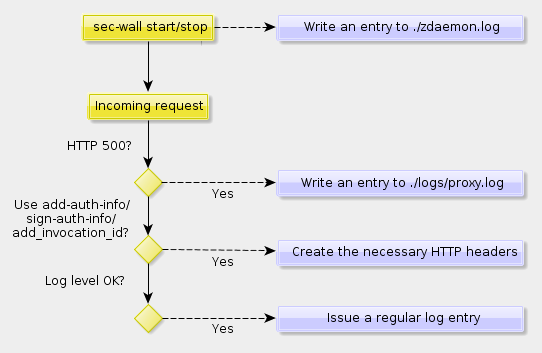 sec-wall start/stop
Write an entry to ./zdaemon.log
Incoming request
HTTP 500?
Write an entry to ./logs/proxy.log
Yes
Use add-auth-info/
sign-auth-info/
add_invocation_id?
Create the necessary HTTP headers
Yes
Log level OK?
Issue a regular log entry
Yes